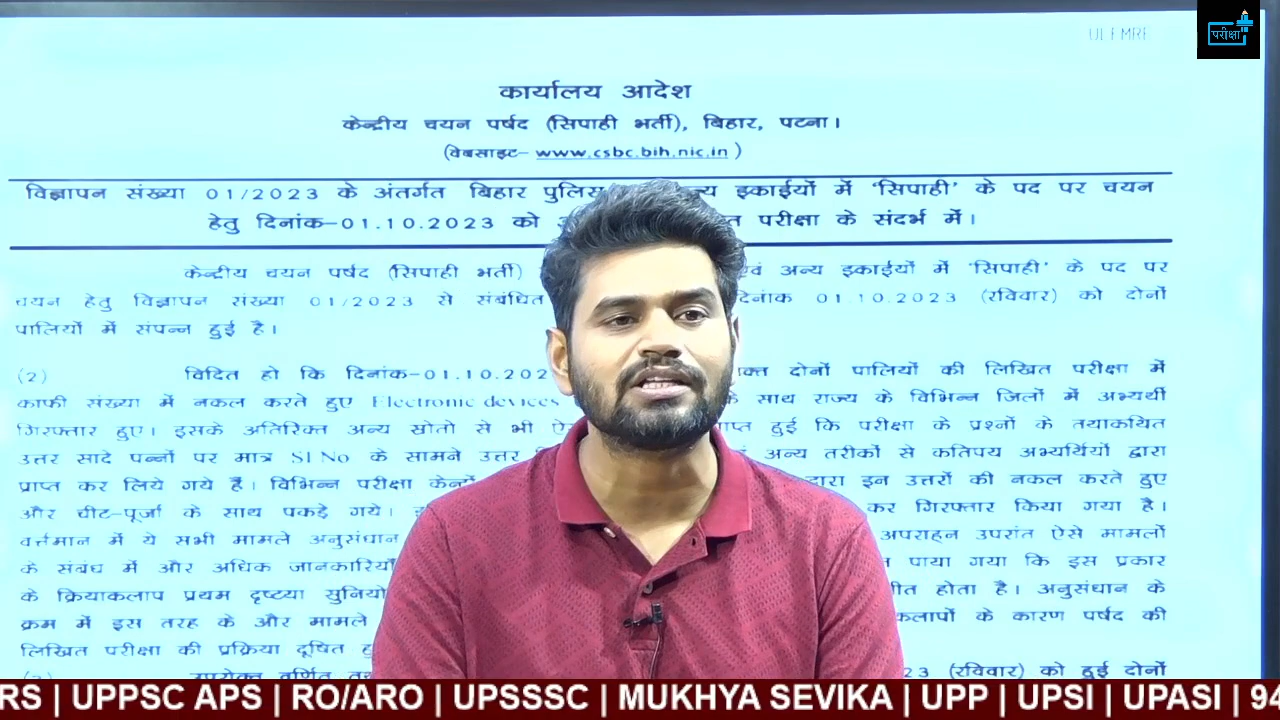 परीक्षा
कार्यालय आदेश
केन्द्रीय चयन पर्षद (सिपाही भर्ती), बिहार, पटना।
(वेबसाइट- www.csbc.bih.nic.in )
विज्ञापन संख्या 01/2023 के अंतर्गत बिहार पुलिस न्य इकाईयों में 'सिपाही' के पद पर चयन
हेतु दिनांक-01.10.2023 को त परीक्षा के संदर्भ में।
केन्द्रीय चयन पर्षद (सिपाही भर्ती) एवं अन्य इकाईयों में 'सिपाही' के पद पर
चयन हेतु विज्ञापन संख्या 01/2023 से संबंधित दिनांक 01.10.2023 (रविवार) को दोनों
पालियों में संपन्न हुई है।
(2) विदित हो कि दिनांक-01.10.202 क्त दोनों पालियों की लिखित परीक्षा में
काफी संख्या में नकल करते हुए Electronic devices के साथ राज्य के विभिन्न जिलों में अभ्यर्थी
गिरफ्तार हुए। इसके अतिरिक्त अन्य स्रोतो से भी ऐ प्त हुई कि परीक्षा के प्रश्नों के तथाकथित
उत्तर सादे पन्नों पर मात्र Sl No के सामने उत्तर वं अन्य तरीकों से कतिपय अभ्यर्थियों द्वारा
प्राप्त कर लिये गये हैं। विभिन्न परीक्षा केन्द्रों द्वारा इन उत्तरों की नकल करते हुए
और चीट-पूर्जा के साथ पकड़े गये। कर गिरफ्तार किया गया है।
वर्त्तमान में ये सभी मामले अनुसंधान अपराहन उपरांत ऐसे मामलों
के संबंध में और अधिक जानकारियाँ पाया गया कि इस प्रकार
के क्रियाकलाप प्रथम दृष्टया सुनियो ीत होता है। अनुसंधान के
क्रम में इस तरह के और मामले कलापों के कारण पर्षद की
लिखित परीक्षा की प्रक्रिया दूषित हु
उपरोक्त वर्णित 23 (रविवार) को हुई दोनों
RS | UPPSC APS | RO/ARO | UPSSSC | MUKHYA SEVIKA | UPP | UPSI | UPASI | 94